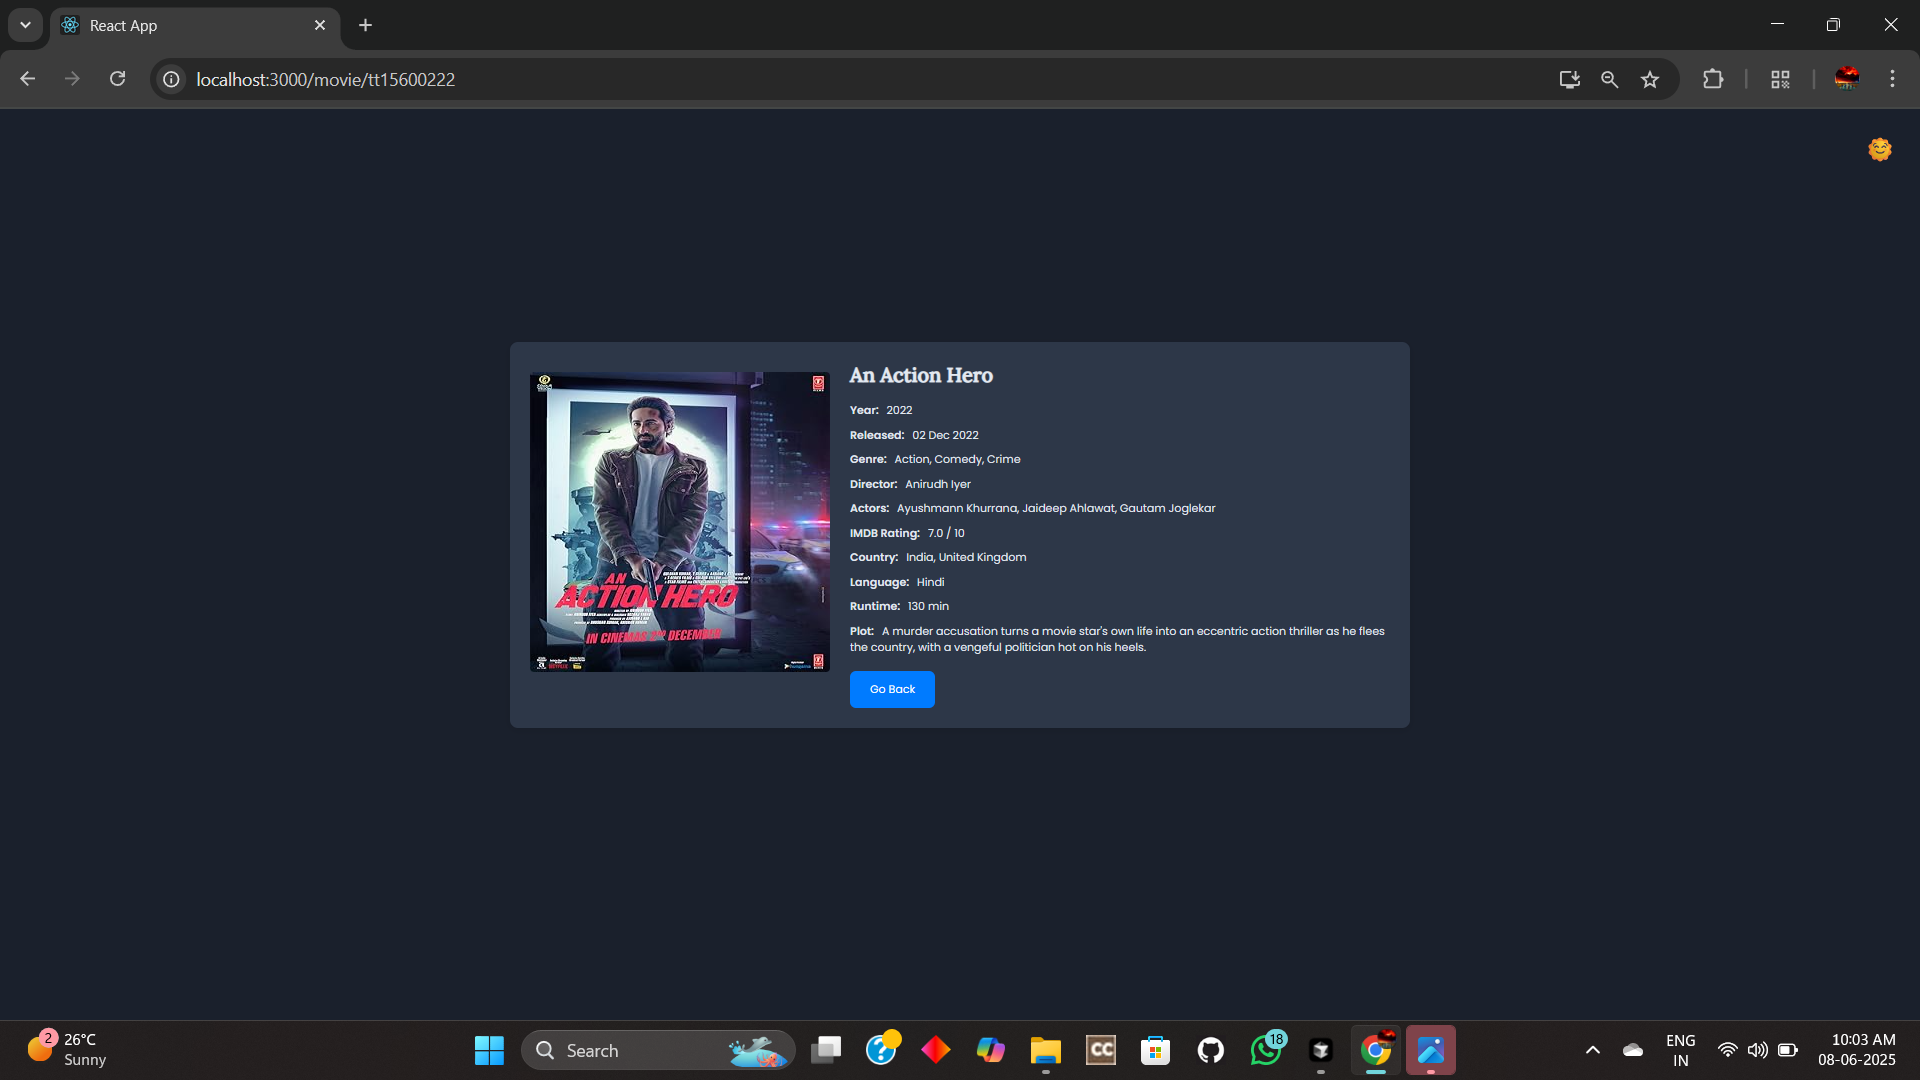 React App
localhost:3000/movie/tt15600222
An Action Hero
Year: 2022
Released: 02 Dec 2022
Genre: Action, Comedy, Crime
Director: Anirudh Iyer
Actors: Ayushmann Khurrana, Jaideep Ahlawat, Gautam Joglekar
IMDB Rating: 7.0 / 10
Country: India, United Kingdom
Language: Hindi
Runtime: 130 min
Plot: A murder accusation turns a movie star's own life into an eccentric action thriller as he flees
the country, with a vengeful politician hot on his heels.
Go Back
AN
ACTION HERO
IN CINEMAS 2ND DECEMBER
NETFLIX
2
26°C
Sunny
Search
CC
18
ENG
IN
10:03 AM
08-06-2025